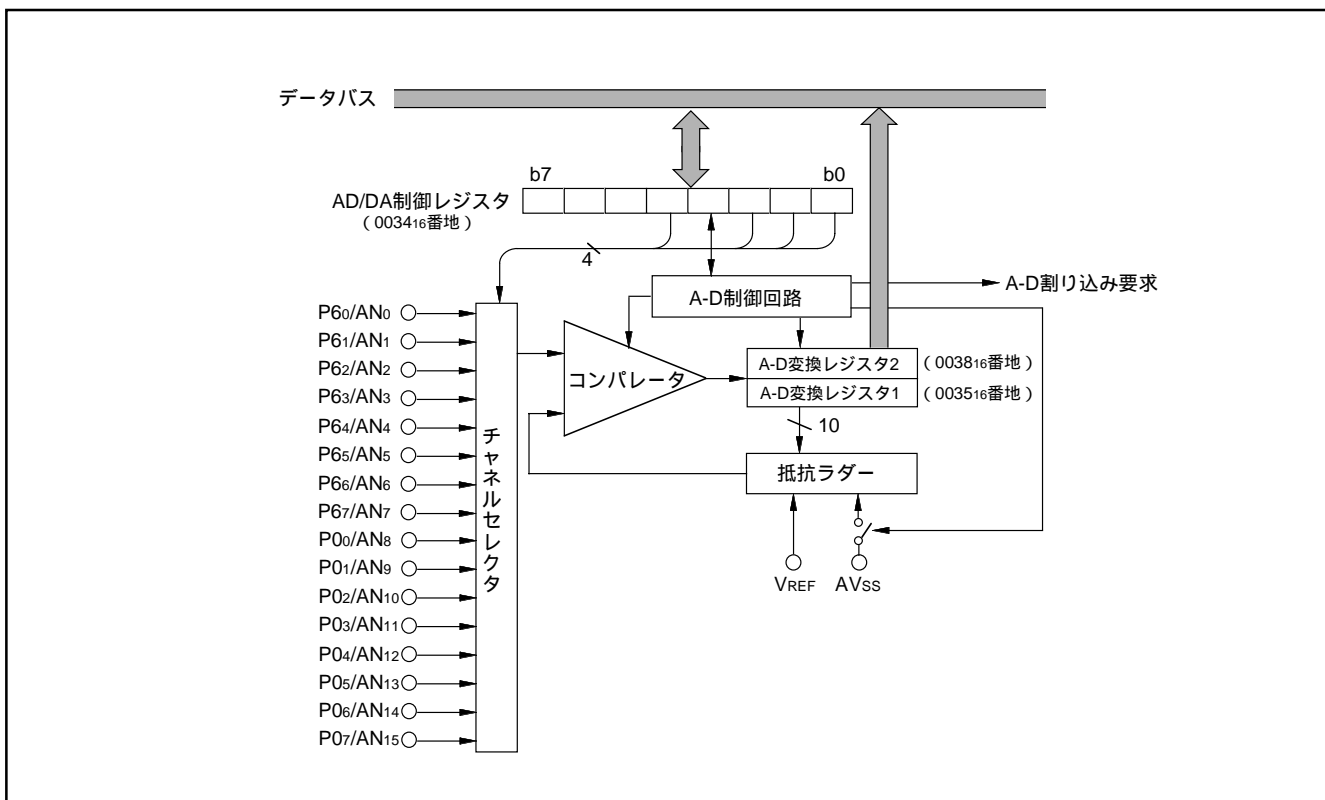 データバス
b7
b0
AD/DA制御レジスタ
(003416番地)
4
A-D制御回路
A-D割り込み要求
P60/AN0
P61/AN1
P62/AN2
P63/AN3
P64/AN4
P65/AN5
P66/AN6
P67/AN7
P00/AN8
P01/AN9
P02/AN10
P03/AN11
P04/AN12
P05/AN13
P06/AN14
P07/AN15
チャネルセレクタ
コンパレータ
A-D変換レジスタ2
(003816番地)
A-D変換レジスタ1
(003516番地)
10
抵抗ラダー
VREF
AVSS